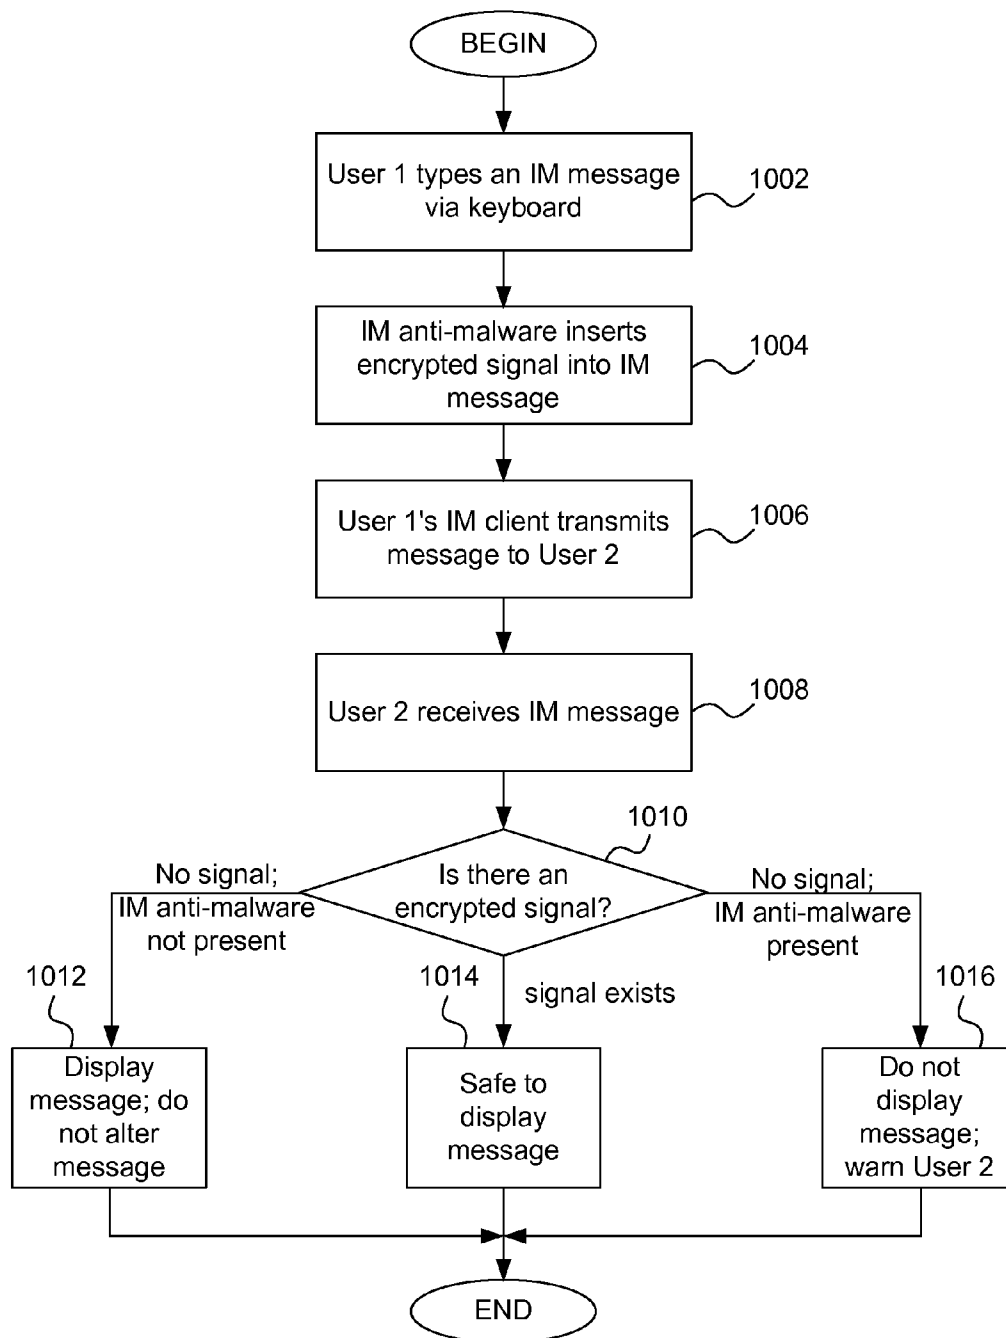 BEGIN
User 1 types an IM message
via keyboard
1002
IM anti-malware inserts
encrypted signal into IM
message
1004
User 1's IM client transmits
message to User 2
1006
User 2 receives IM message
1008
1010
Is there an
encrypted signal?
No signal;
IM anti-malware
not present
No signal;
IM anti-malware
present
signal exists
1012
Display
message; do
not alter
message
1014
Safe to
display
message
1016
Do not
display
message;
warn User 2
END